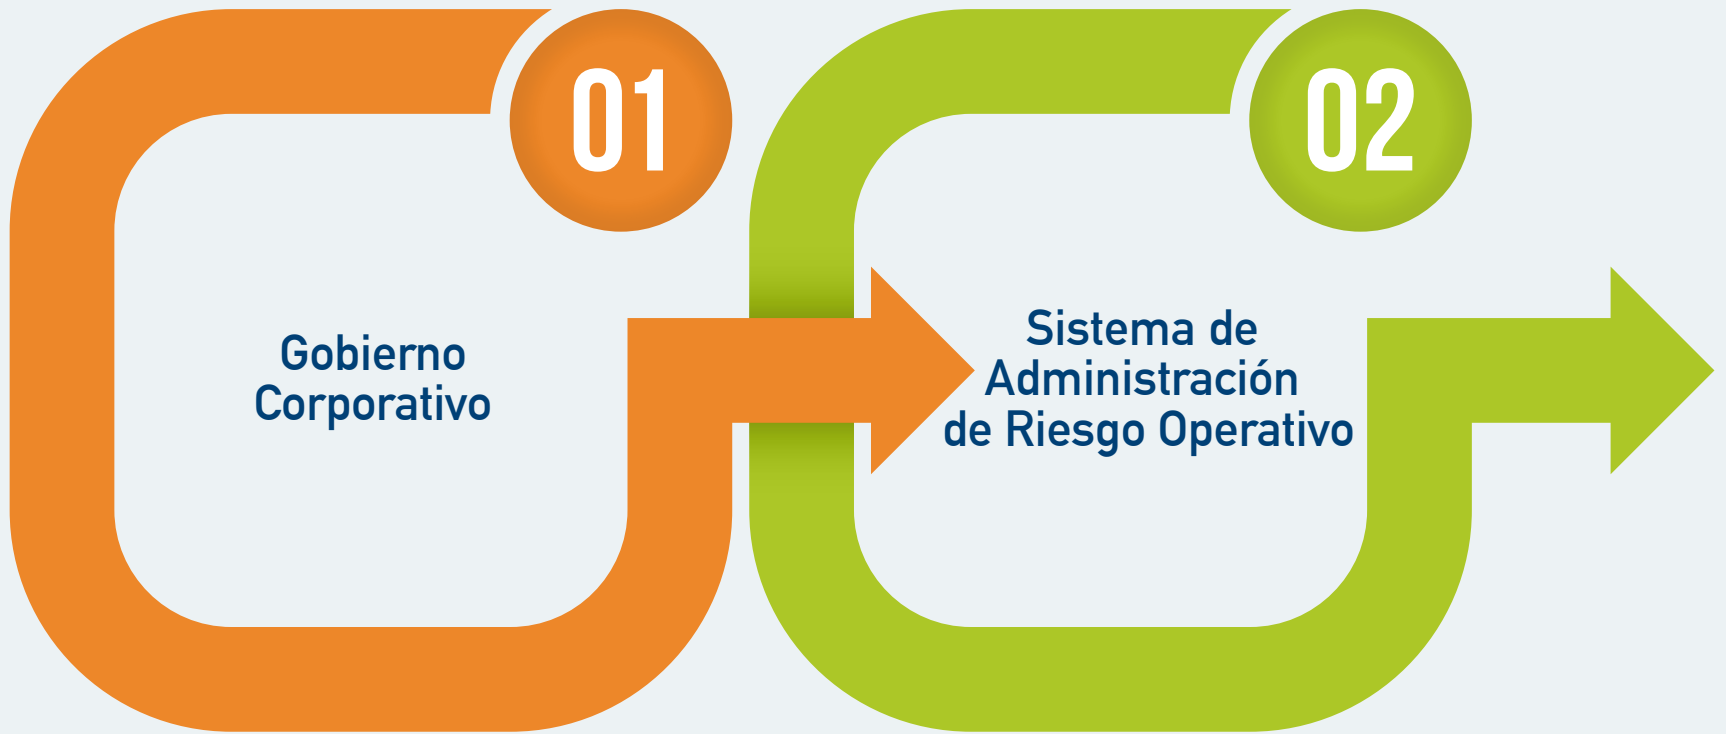 01
Gobierno
Corporativo
02
Sistema de
Administración
de Riesgo Operativo